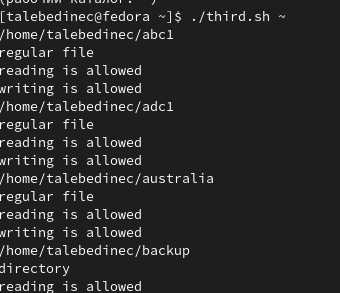 (рабочий каталог: ~)
[talebedinec@fedora ~]$ ./third.sh ~
/home/talebedinec/abc1
regular file
reading is allowed
writing is allowed
/home/talebedinec/adc1
regular file
reading is allowed
writing is allowed
/home/talebedinec/australia
regular file
reading is allowed
writing is allowed
/home/talebedinec/backup
directory
reading is allowed